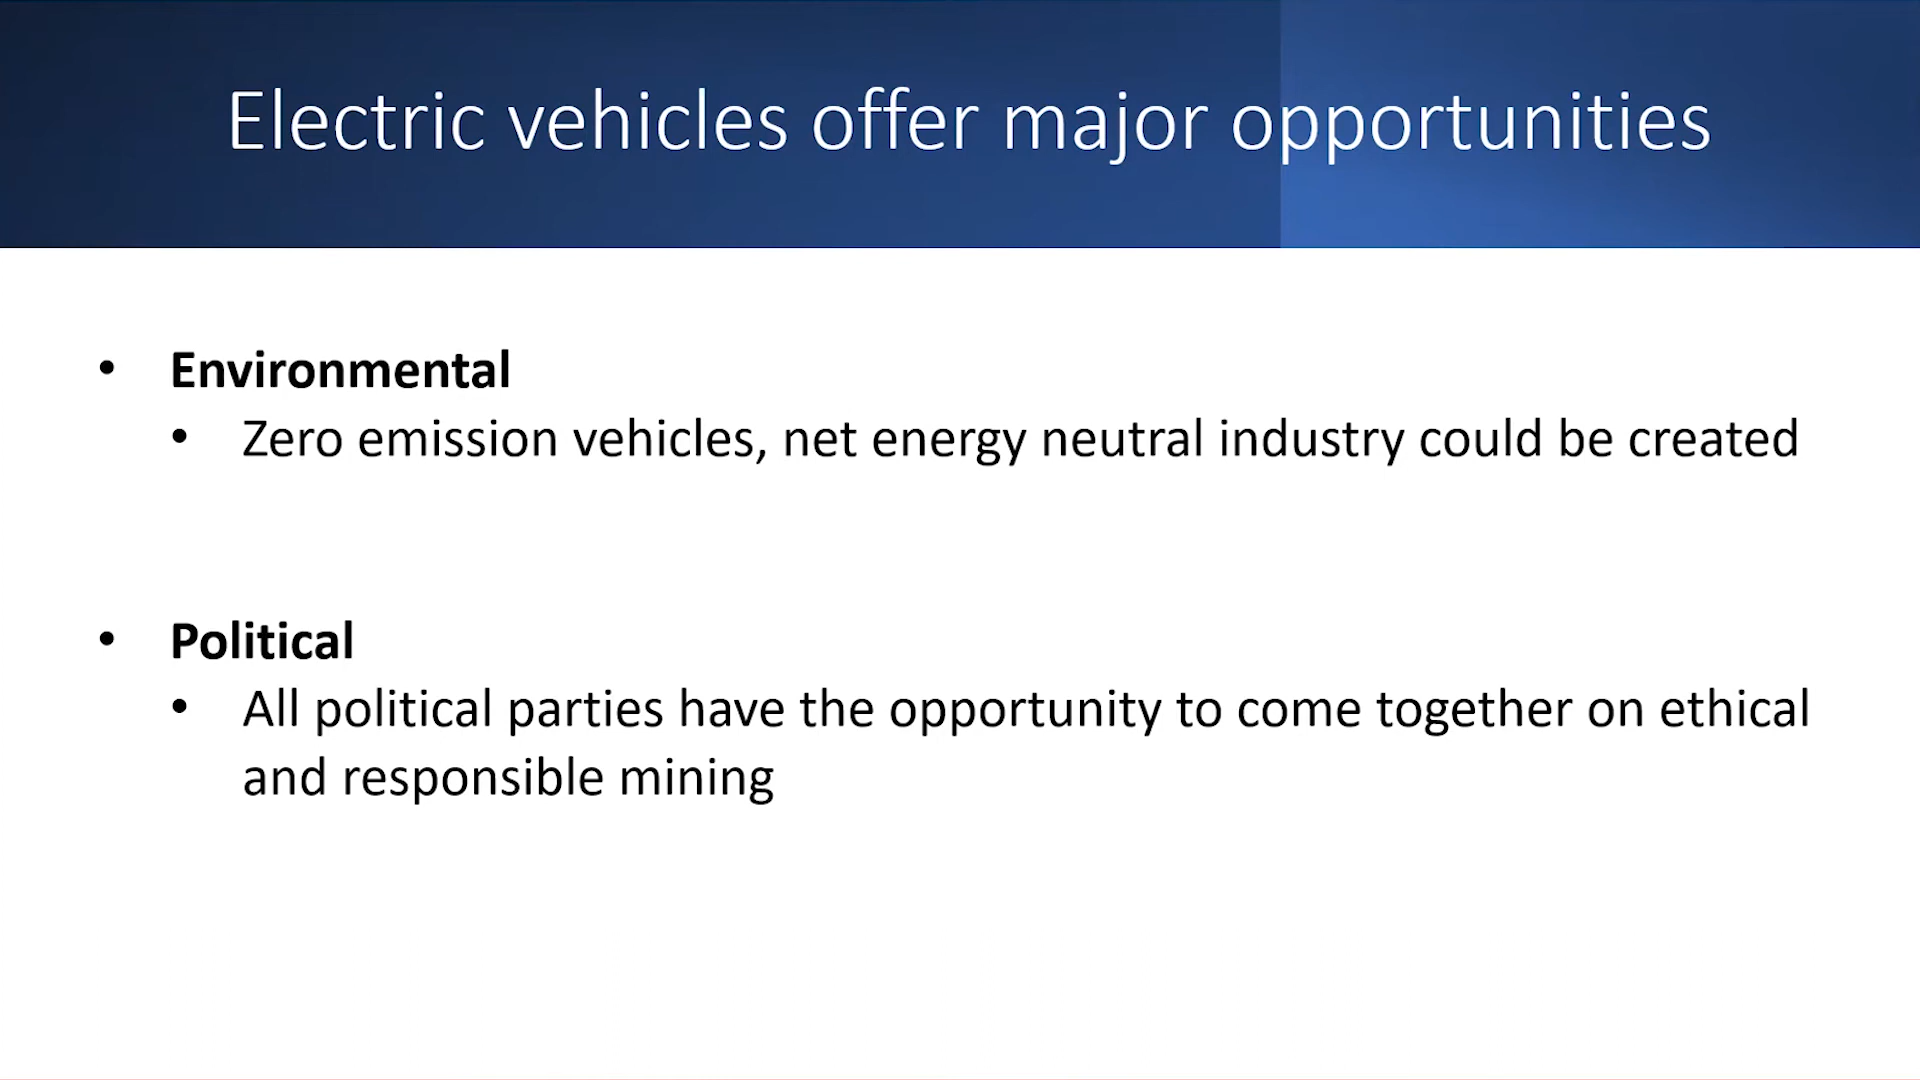 Electric vehicles offer major opportunities
• Environmental
• Zero emission vehicles, net energy neutral industry could be created
• Political
• All political parties have the opportunity to come together on ethical
and responsible mining